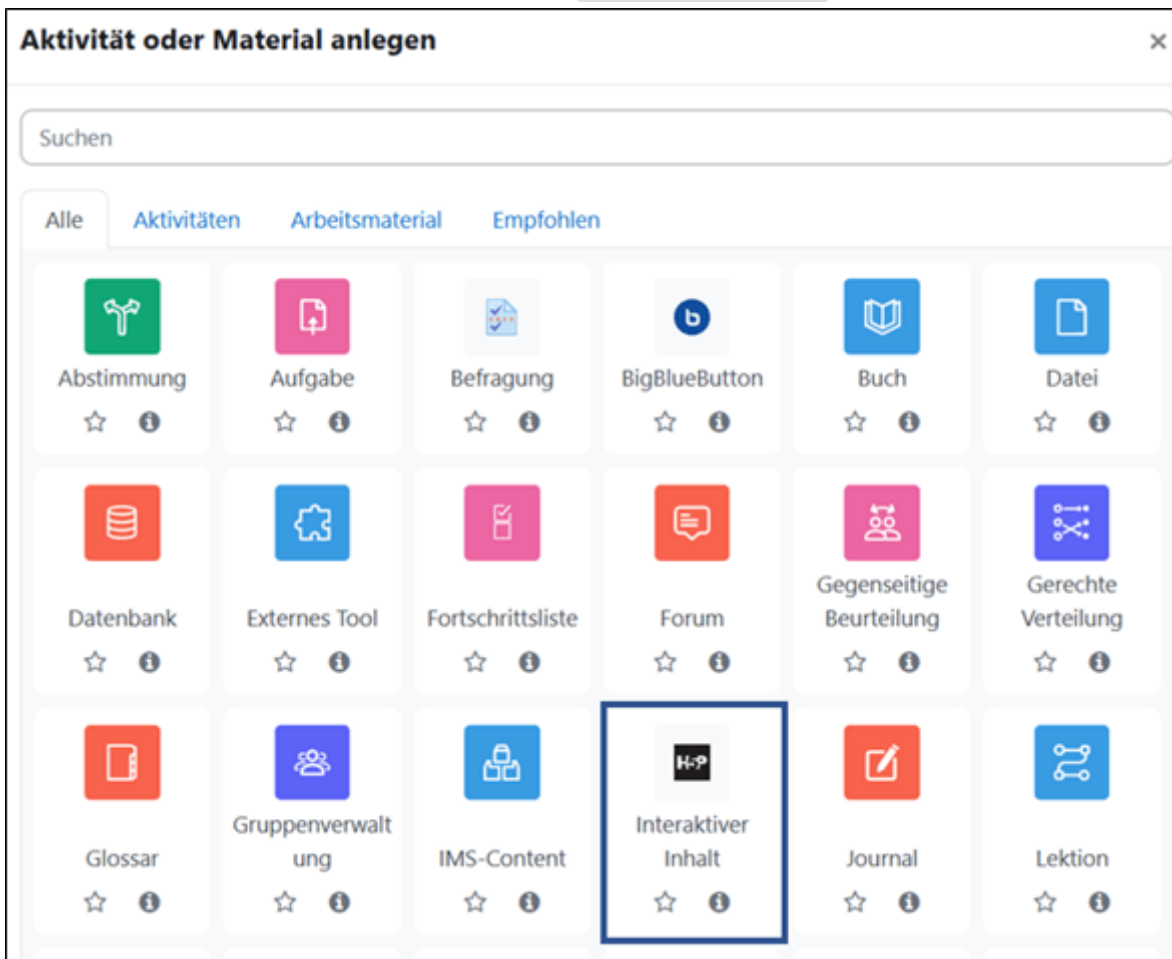 Aktivität oder Material anlegen
×
Suchen
Alle Aktivitäten Arbeitsmaterial Empfohlen
Abstimmung Aufgabe Befragung BigBlueButton Buch Datei
Datenbank Externes Tool Fortschrittsliste Forum Gegenseitige Beurteilung Gerechte Verteilung
H-P
Glossar Gruppenverwalt ung IMS-Content Interaktiver Inhalt Journal Lektion